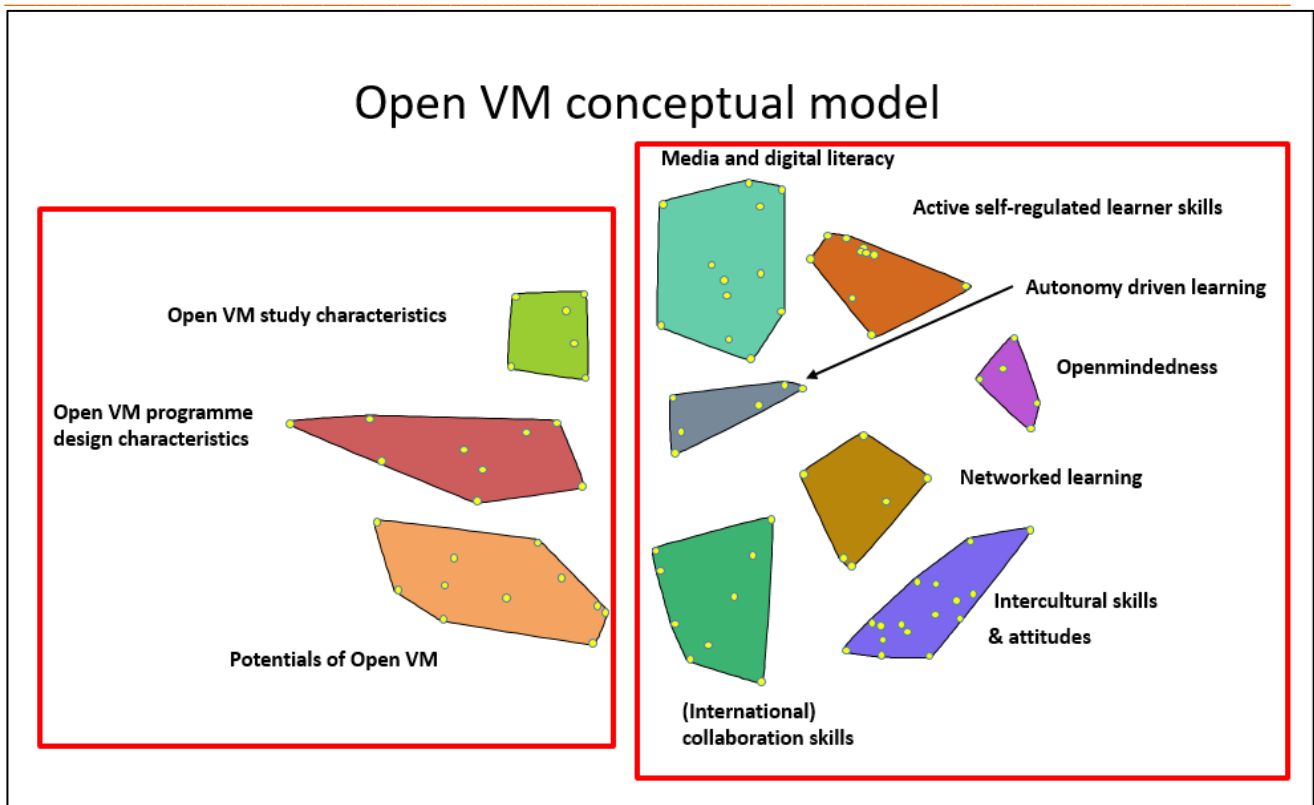 Open VM conceptual model
Open VM study characteristics
Open VM programme
design characteristics
Potentials of Open VM
Media and digital literacy
Active self-regulated learner skills
Autonomy driven learning
Openmindedness
Networked learning
Intercultural skills
& attitudes
(International)
collaboration skills